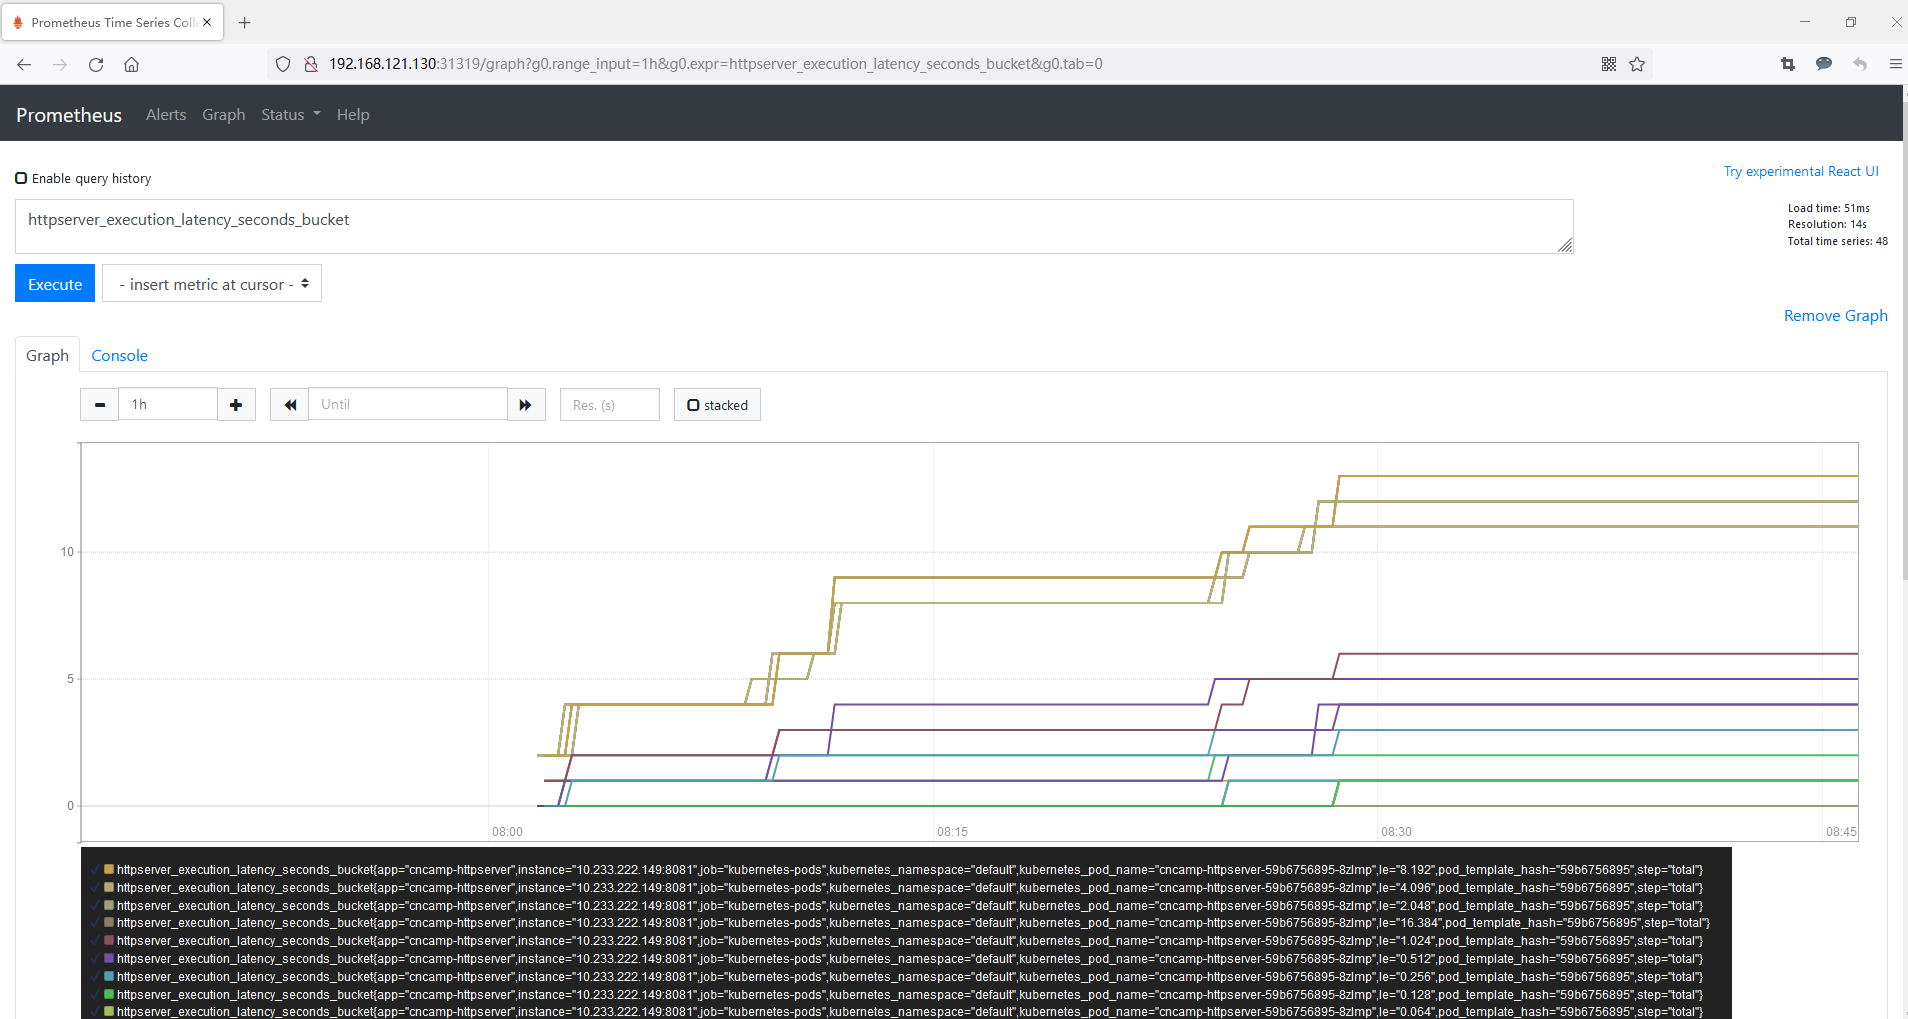 Prometheus Time Series Coll
192.168.121.130:31319/graph?g0.range_input=1h&g0.expr=httpserver_execution_latency_seconds_bucket&g0.tab=0
Prometheus Alerts Graph Status Help
Enable query history
Try experimental React UI
httpserver_execution_latency_seconds_bucket
Load time: 51ms
Resolution: 14s
Total time series: 48
Execute
- insert metric at cursor -
Remove Graph
Graph Console
1h Until Res. (s) stacked
10
5
0
08:00 08:15 08:30 08:45
httpserver_execution_latency_seconds_bucket{app="cncamp-httpserver",instance="10.233.222.149:8081",job="kubernetes-pods",kubernetes_namespace="default",kubernetes_pod_name="cncamp-httpserver-59b6756895-8zlmp",le="8.192",pod_template_hash="59b6756895",step="total"}
httpserver_execution_latency_seconds_bucket{app="cncamp-httpserver",instance="10.233.222.149:8081",job="kubernetes-pods",kubernetes_namespace="default",kubernetes_pod_name="cncamp-httpserver-59b6756895-8zlmp",le="4.096",pod_template_hash="59b6756895",step="total"}
httpserver_execution_latency_seconds_bucket{app="cncamp-httpserver",instance="10.233.222.149:8081",job="kubernetes-pods",kubernetes_namespace="default",kubernetes_pod_name="cncamp-httpserver-59b6756895-8zlmp",le="2.048",pod_template_hash="59b6756895",step="total"}
httpserver_execution_latency_seconds_bucket{app="cncamp-httpserver",instance="10.233.222.149:8081",job="kubernetes-pods",kubernetes_namespace="default",kubernetes_pod_name="cncamp-httpserver-59b6756895-8zlmp",le="16.384",pod_template_hash="59b6756895",step="total"}
httpserver_execution_latency_seconds_bucket{app="cncamp-httpserver",instance="10.233.222.149:8081",job="kubernetes-pods",kubernetes_namespace="default",kubernetes_pod_name="cncamp-httpserver-59b6756895-8zlmp",le="1.024",pod_template_hash="59b6756895",step="total"}
httpserver_execution_latency_seconds_bucket{app="cncamp-httpserver",instance="10.233.222.149:8081",job="kubernetes-pods",kubernetes_namespace="default",kubernetes_pod_name="cncamp-httpserver-59b6756895-8zlmp",le="0.512",pod_template_hash="59b6756895",step="total"}
httpserver_execution_latency_seconds_bucket{app="cncamp-httpserver",instance="10.233.222.149:8081",job="kubernetes-pods",kubernetes_namespace="default",kubernetes_pod_name="cncamp-httpserver-59b6756895-8zlmp",le="0.256",pod_template_hash="59b6756895",step="total"}
httpserver_execution_latency_seconds_bucket{app="cncamp-httpserver",instance="10.233.222.149:8081",job="kubernetes-pods",kubernetes_namespace="default",kubernetes_pod_name="cncamp-httpserver-59b6756895-8zlmp",le="0.128",pod_template_hash="59b6756895",step="total"}
httpserver_execution_latency_seconds_bucket{app="cncamp-httpserver",instance="10.233.222.149:8081",job="kubernetes-pods",kubernetes_namespace="default",kubernetes_pod_name="cncamp-httpserver-59b6756895-8zlmp",le="0.064",pod_template_hash="59b6756895",step="total"}